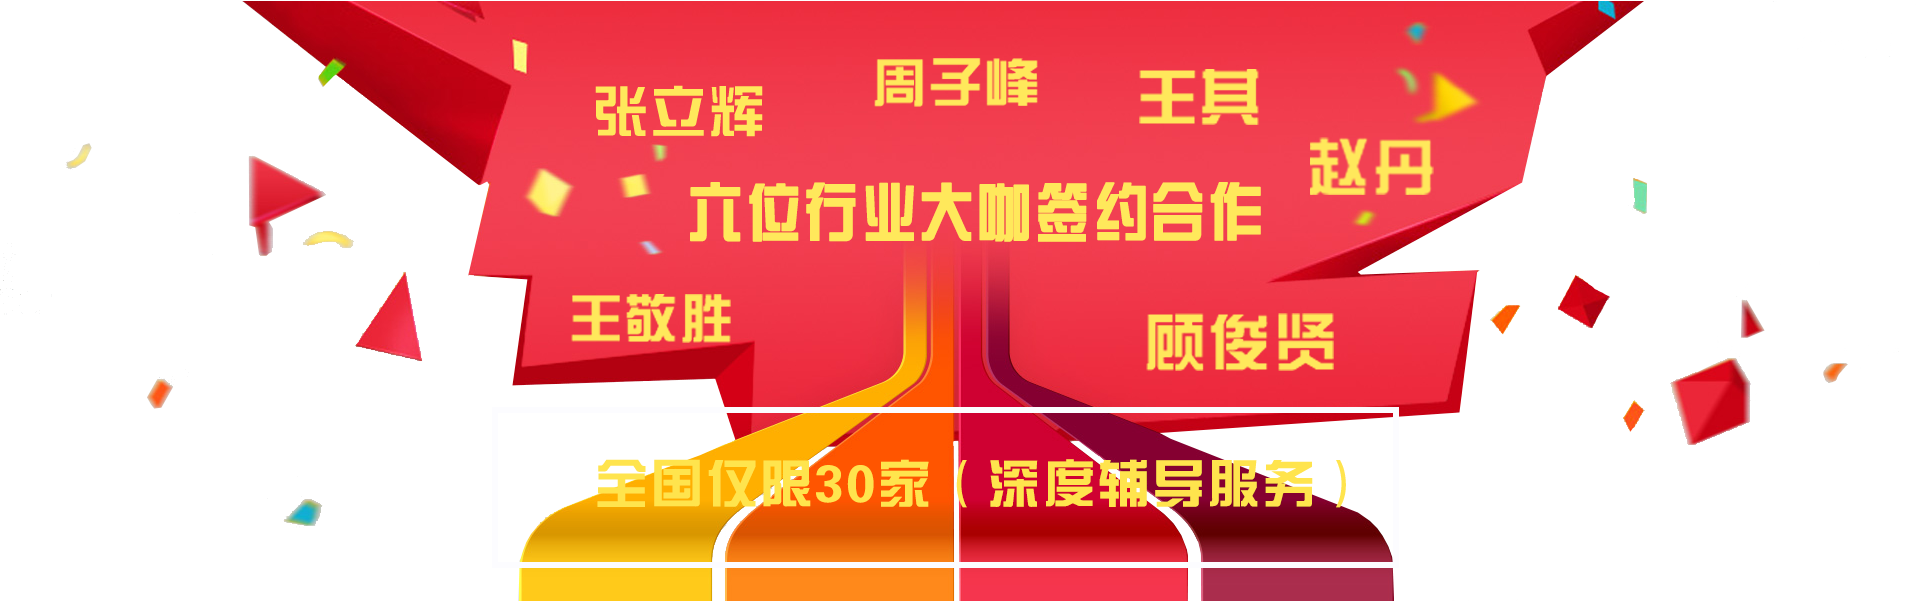 周子峰
王其
张立辉
赵丹
六位行业大咖签约合作
王敬胜
顾俊贤
全国仅限30家（深度辅导服务）